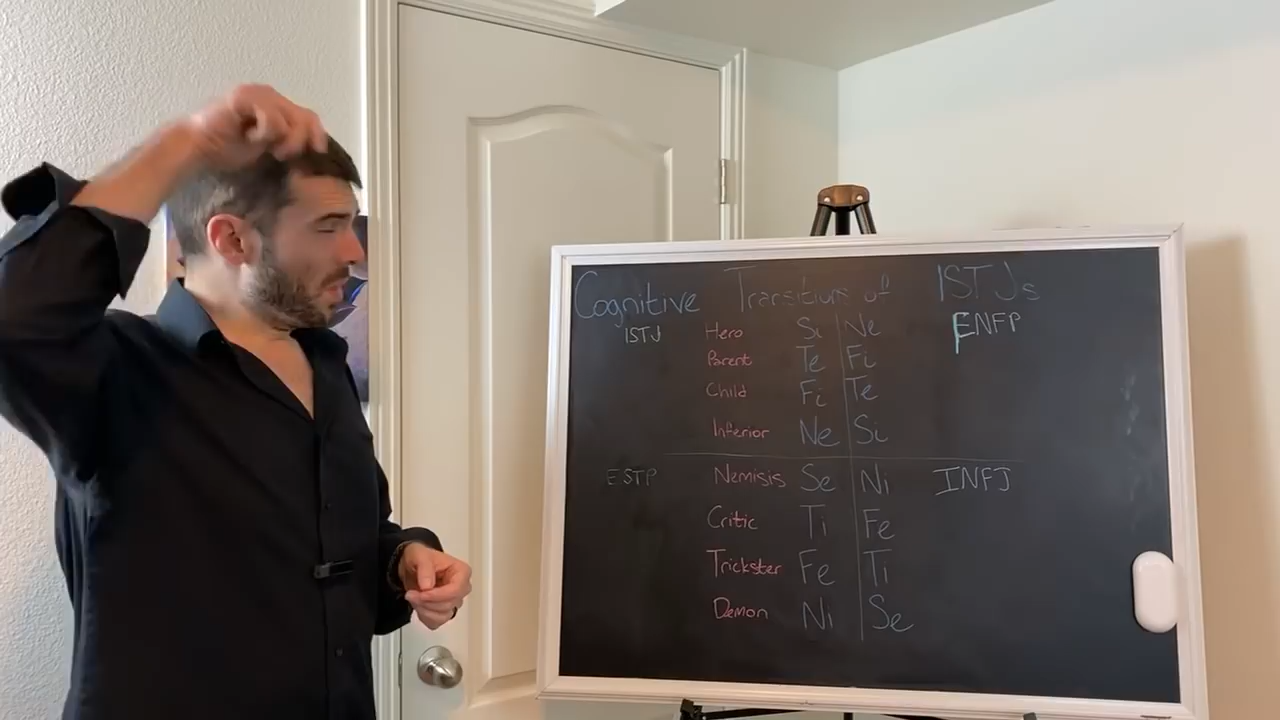 Cognitive Transitions of ISTJs
ISTJ Hero Si Ne ENFP
Parent Te Fi
Child Fi Te
Inferior Ne Si
ESTP Nemisis Se Ni INFJ
Critic Ti Fe
Trickster Fe Ti
Demon Ni Se